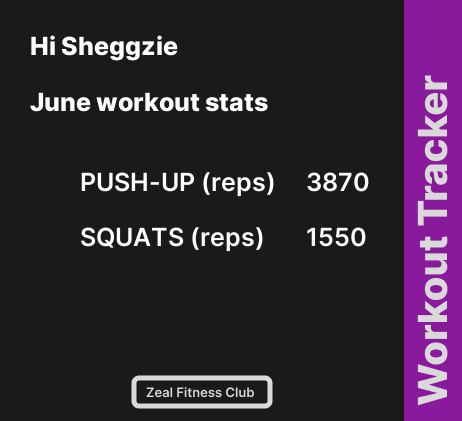 Hi Sheggzie
June workout stats
PUSH-UP (reps) 3870
SQUATS (reps) 1550
Zeal Fitness Club
Workout Tracker